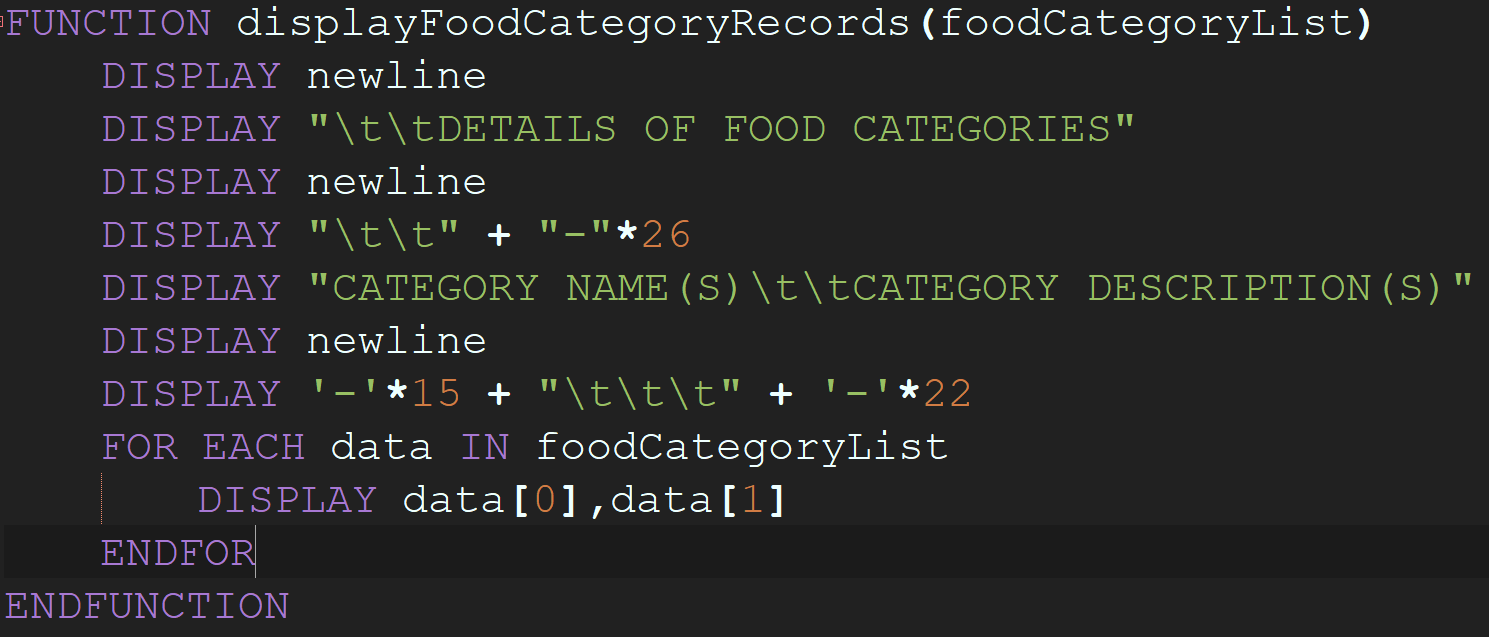 FUNCTION displayFoodCategoryRecords(foodCategoryList)
    DISPLAY newline
    DISPLAY "\t\tDETAILS OF FOOD CATEGORIES"
    DISPLAY newline
    DISPLAY "\t\t" + "-"*26
    DISPLAY "CATEGORY NAME(S)\t\tCATEGORY DESCRIPTION(S)"
    DISPLAY newline
    DISPLAY '-'*15 + "\t\t\t" + '-'*22
    FOR EACH data IN foodCategoryList
        DISPLAY data[0],data[1]
    ENDFOR
ENDFUNCTION